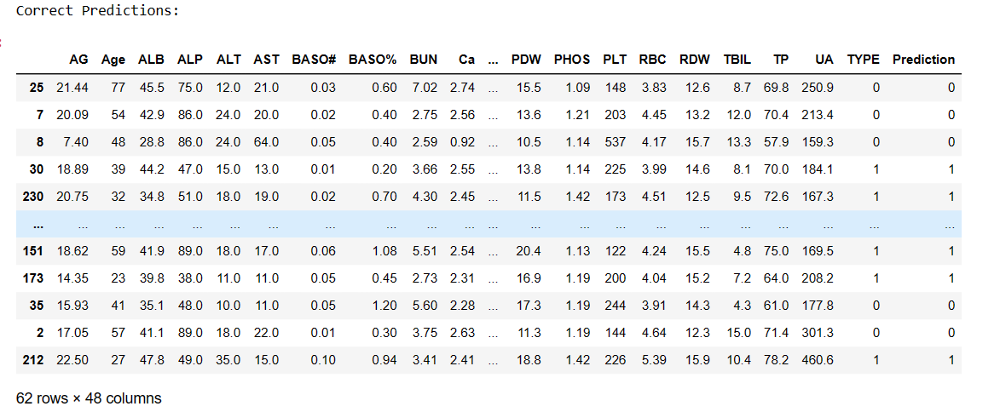 Correct Predictions:
AG Age ALB ALP ALT AST BASO# BASO% BUN Ca ... PDW PHOS PLT RBC RDW TBIL TP UA TYPE Prediction
25 21.44 77 45.5 75.0 12.0 21.0 0.03 0.60 7.02 2.74 ... 15.5 1.09 148 3.83 12.6 8.7 69.8 250.9 0 0
7 20.09 54 42.9 86.0 24.0 20.0 0.02 0.40 2.75 2.56 ... 13.6 1.21 203 4.45 13.2 12.0 70.4 213.4 0 0
8 7.40 48 28.8 86.0 24.0 64.0 0.05 0.40 2.59 0.92 ... 10.5 1.14 537 4.17 15.7 13.3 57.9 159.3 0 0
30 18.89 39 44.2 47.0 15.0 13.0 0.01 0.20 3.66 2.55 ... 13.8 1.14 225 3.99 14.6 8.1 70.0 184.1 1 1
230 20.75 32 34.8 51.0 18.0 19.0 0.02 0.70 4.30 2.45 ... 11.5 1.42 173 4.51 12.5 9.5 72.6 167.3 1 1
... ... ... ... ... ... ... ... ... ... ... ... ... ... ... ... ... ... ... ... ... ...
151 18.62 59 41.9 89.0 18.0 17.0 0.06 1.08 5.51 2.54 ... 20.4 1.13 122 4.24 15.5 4.8 75.0 169.5 1 1
173 14.35 23 39.8 38.0 11.0 11.0 0.05 0.45 2.73 2.31 ... 16.9 1.19 200 4.04 15.2 7.2 64.0 208.2 1 1
35 15.93 41 35.1 48.0 10.0 11.0 0.05 1.20 5.60 2.28 ... 17.3 1.19 244 3.91 14.3 4.3 61.0 177.8 0 0
2 17.05 57 41.1 89.0 18.0 22.0 0.01 0.30 3.75 2.63 ... 11.3 1.19 144 4.64 12.3 15.0 71.4 301.3 0 0
212 22.50 27 47.8 49.0 35.0 15.0 0.10 0.94 3.41 2.41 ... 18.8 1.42 226 5.39 15.9 10.4 78.2 460.6 1 1
62 rows × 48 columns